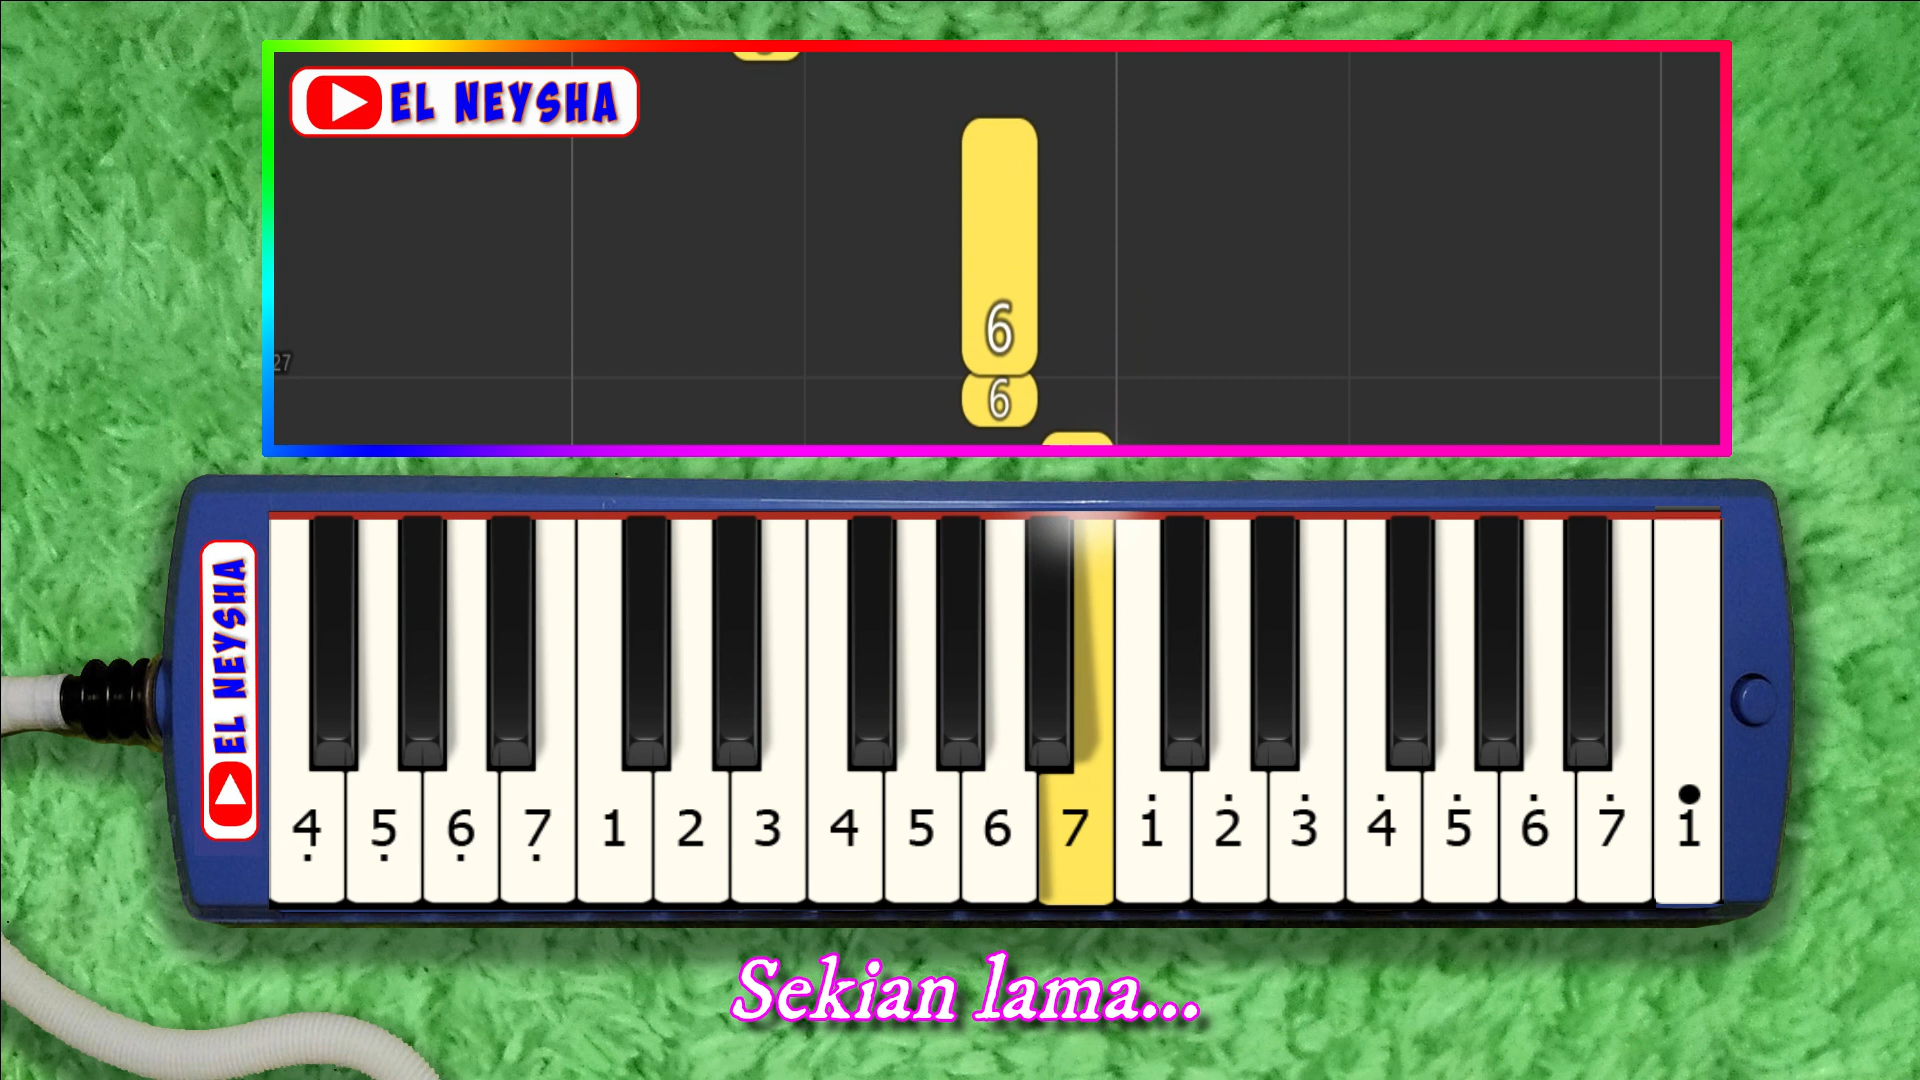 EL NEYSHA
6
27
6
EL NEYSHA
4̣ 5̣ 6̣ 7̣ 1 2 3 4 5 6 7 1̇ 2̇ 3̇ 4̇ 5̇ 6̇ 7̇ 1̇
Sekian lama...